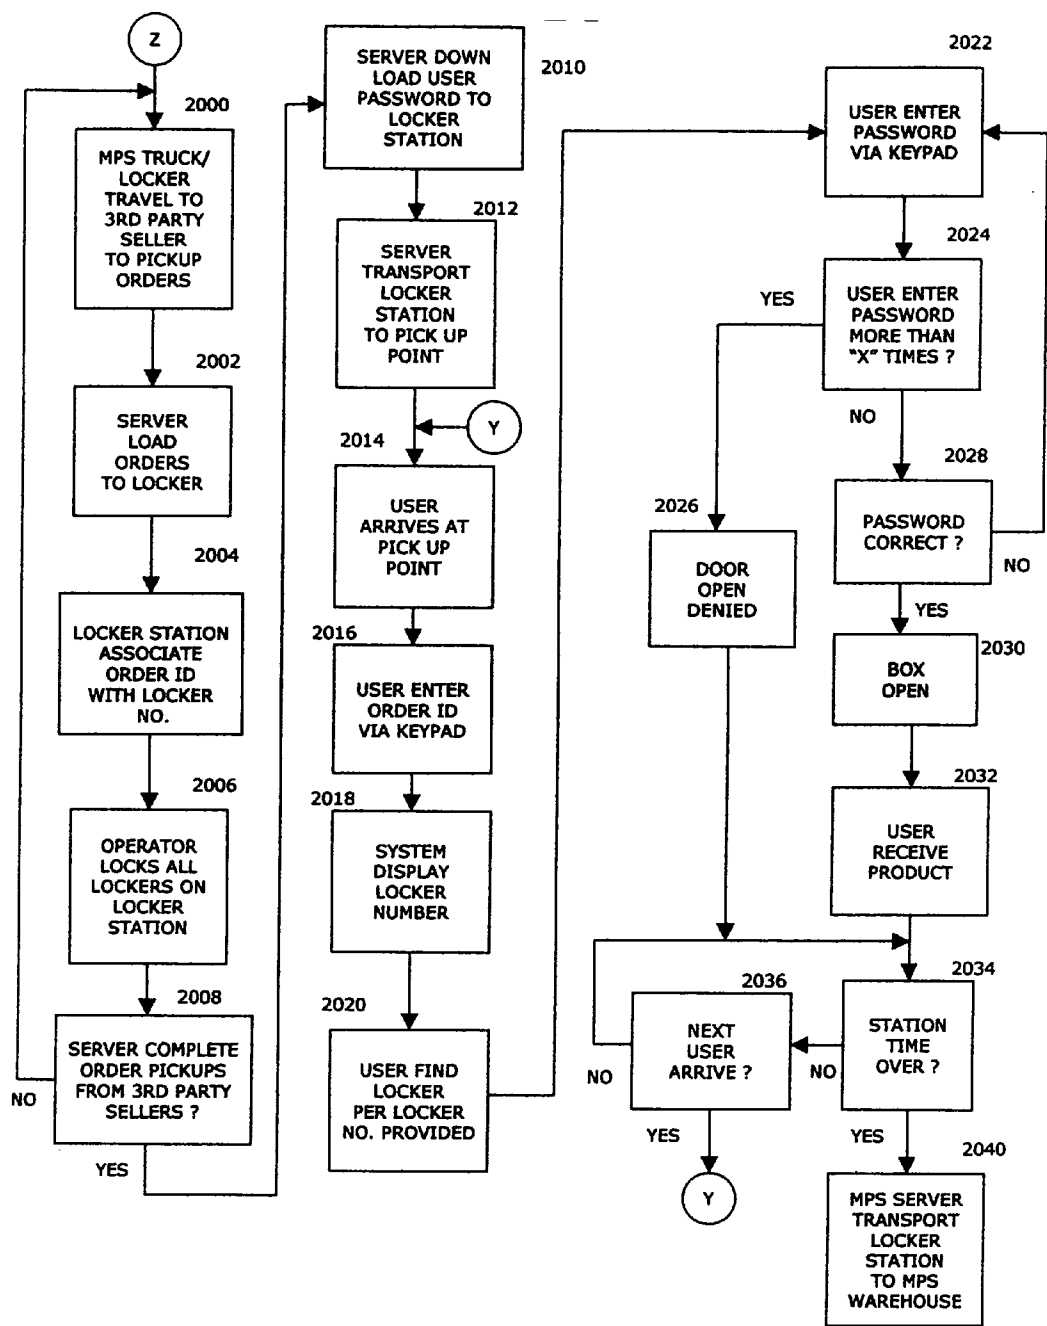 Z
2000
MPS TRUCK/
LOCKER
TRAVEL TO
3RD PARTY
SELLER
TO PICKUP
ORDERS
2002
SERVER
LOAD
ORDERS
TO LOCKER
2004
LOCKER STATION
ASSOCIATE
ORDER ID
WITH LOCKER
NO.
2006
OPERATOR
LOCKS ALL
LOCKERS ON
LOCKER
STATION
2008
SERVER COMPLETE
ORDER PICKUPS
FROM 3RD PARTY
SELLERS ?
NO
YES
2010
SERVER DOWN
LOAD USER
PASSWORD TO
LOCKER
STATION
2012
SERVER
TRANSPORT
LOCKER
STATION
TO PICK UP
POINT
Y
2014
USER
ARRIVES AT
PICK UP
POINT
2016
USER ENTER
ORDER ID
VIA KEYPAD
2018
SYSTEM
DISPLAY
LOCKER
NUMBER
2020
USER FIND
LOCKER
PER LOCKER
NO. PROVIDED
2022
USER ENTER
PASSWORD
VIA KEYPAD
2024
USER ENTER
PASSWORD
MORE THAN
"X" TIMES ?
YES
NO
2026
DOOR
OPEN
DENIED
2028
PASSWORD
CORRECT ?
NO
YES
2030
BOX
OPEN
2032
USER
RECEIVE
PRODUCT
2034
STATION
TIME
OVER ?
NO
YES
2036
NEXT
USER
ARRIVE ?
NO
YES
Y
2040
MPS SERVER
TRANSPORT
LOCKER
STATION
TO MPS
WAREHOUSE